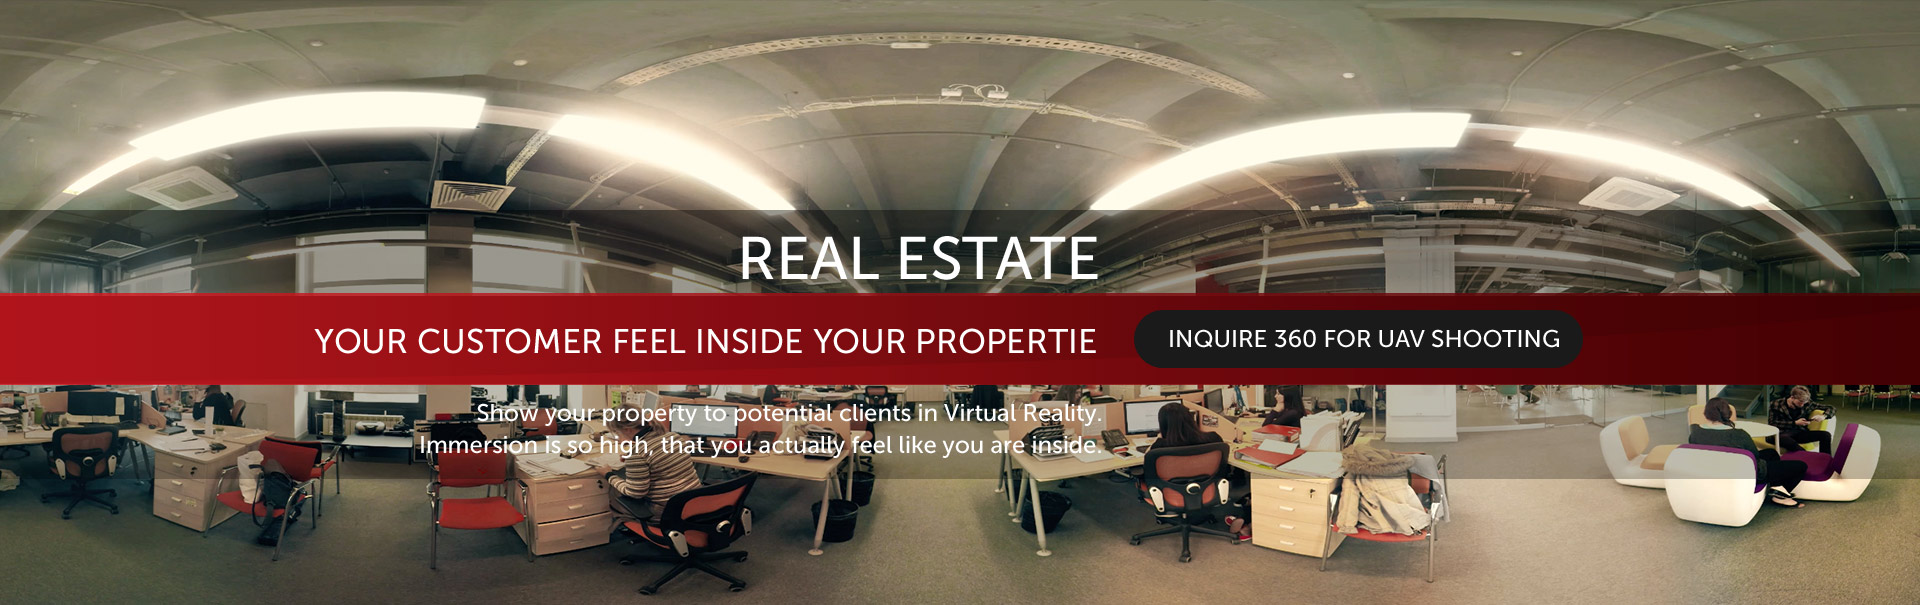 REAL ESTATE
YOUR CUSTOMER FEEL INSIDE YOUR PROPERTIE
INQUIRE 360 FOR UAV SHOOTING
Show your property to potential clients in Virtual Reality.
Immersion is so high, that you actually feel like you are inside.